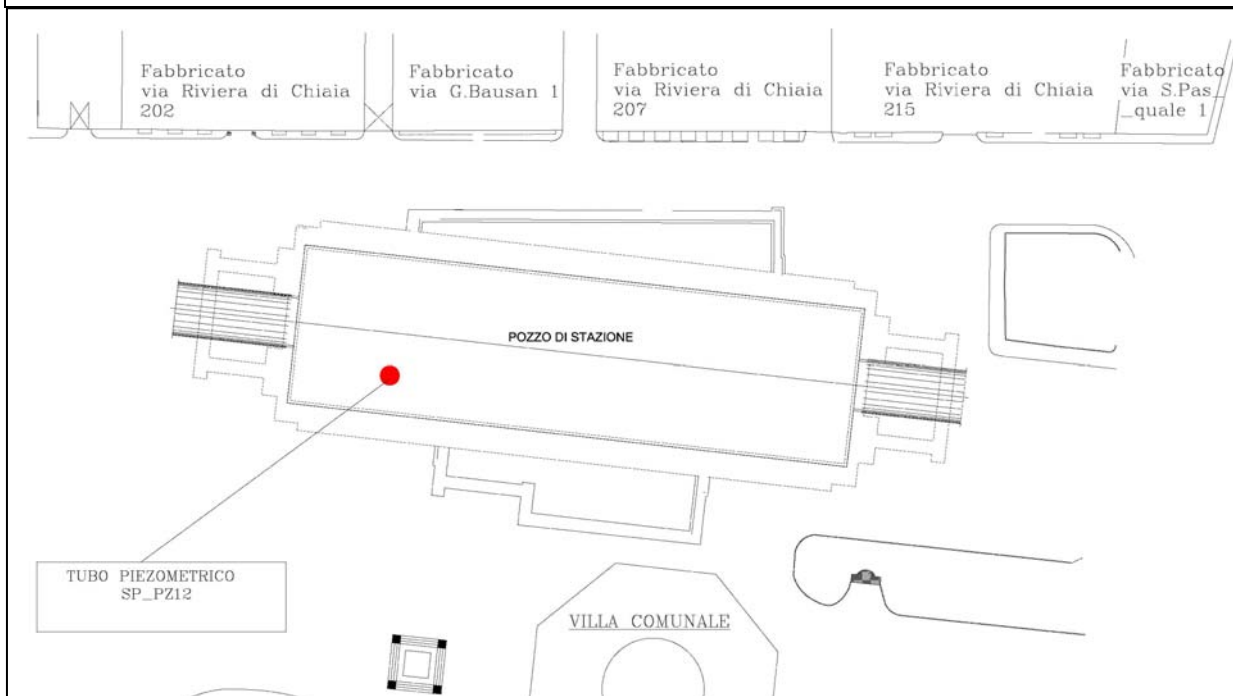 Fabbricato
via Riviera di Chiaia
202
Fabbricato
via G.Bausan 1
Fabbricato
via Riviera di Chiaia
207
Fabbricato
via Riviera di Chiaia
215
Fabbricato
via S.Pas
_quale 1
POZZO DI STAZIONE
TUBO PIEZOMETRICO
SP_PZ12
VILLA COMUNALE